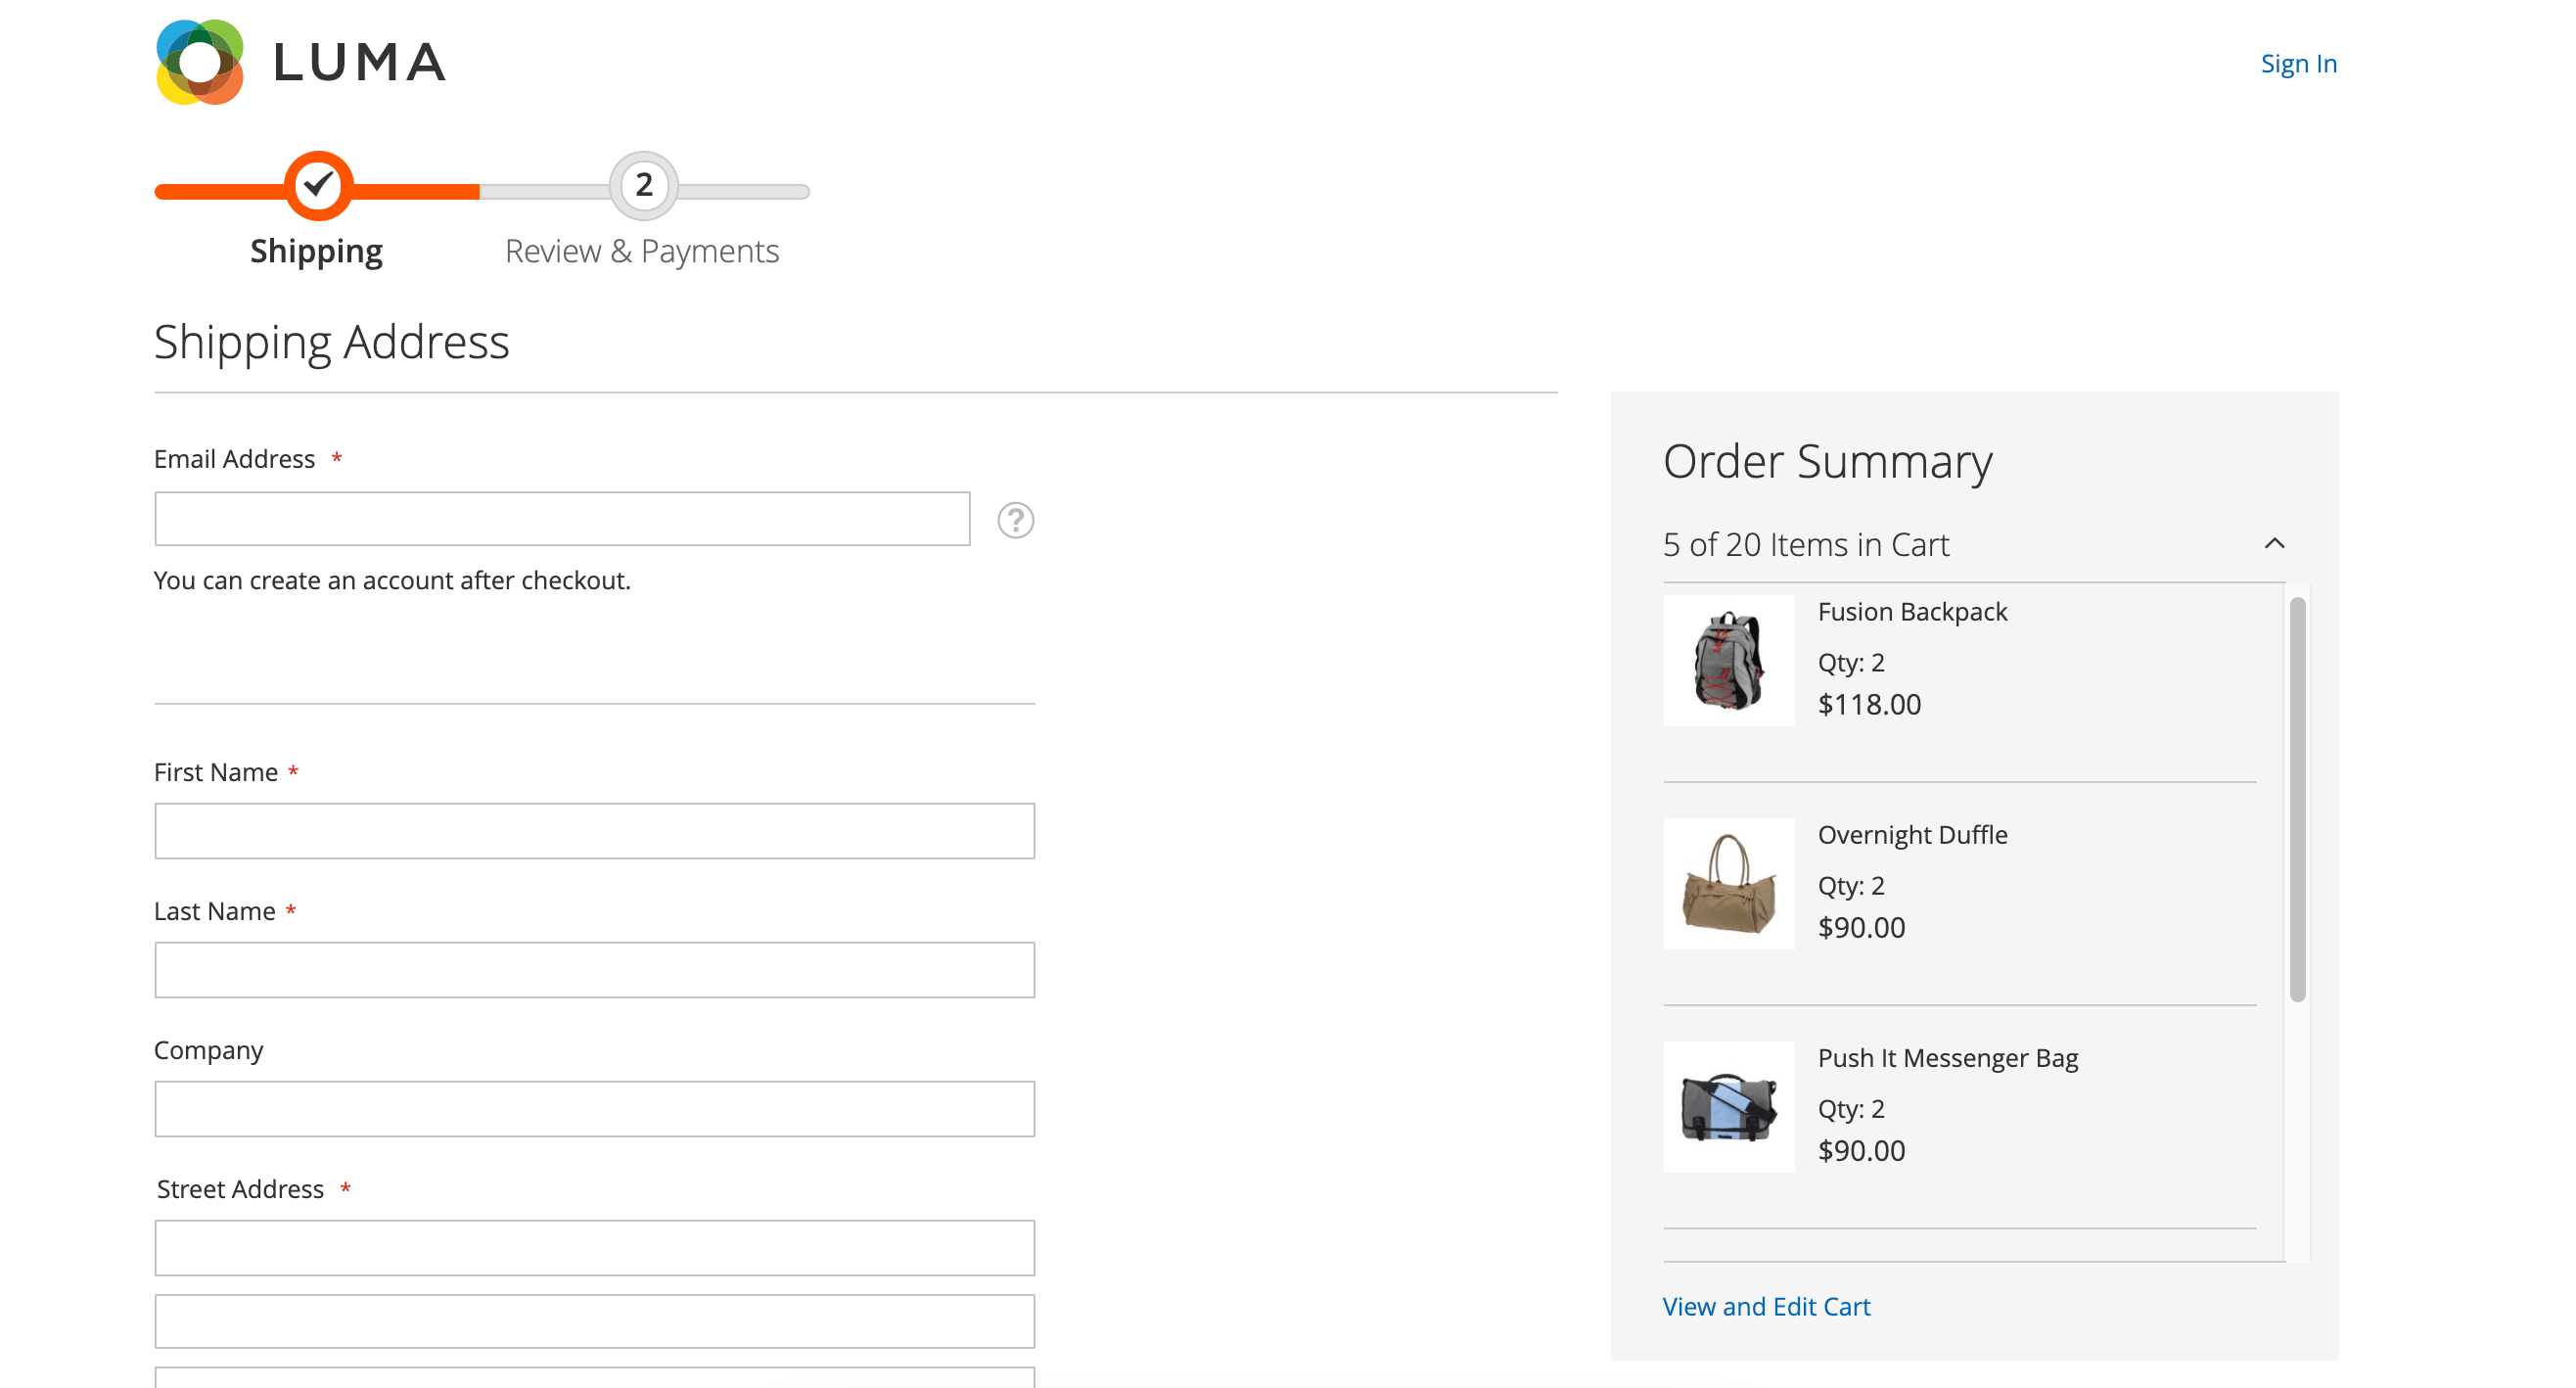 LUMA
Sign In
2
Shipping
Review & Payments
Shipping Address
Email Address *
?
You can create an account after checkout.
First Name *
Last Name *
Company
Street Address *
Order Summary
5 of 20 Items in Cart
Fusion Backpack
Qty: 2
$118.00
Overnight Duffle
Qty: 2
$90.00
Push It Messenger Bag
Qty: 2
$90.00
View and Edit Cart